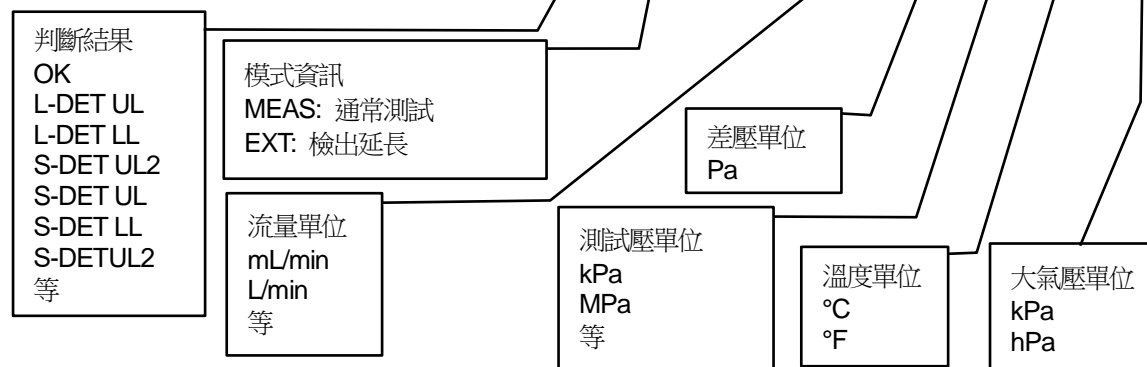 判斷結果
OK
L-DET UL
L-DET LL
S-DET UL2
S-DET UL
S-DET LL
S-DETUL2
等
模式資訊
MEAS: 通常測試
EXT: 檢出延長
流量單位
mL/min
L/min
等
差壓單位
Pa
測試壓單位
kPa
MPa
等
溫度單位
°C
°F
大氣壓單位
kPa
hPa